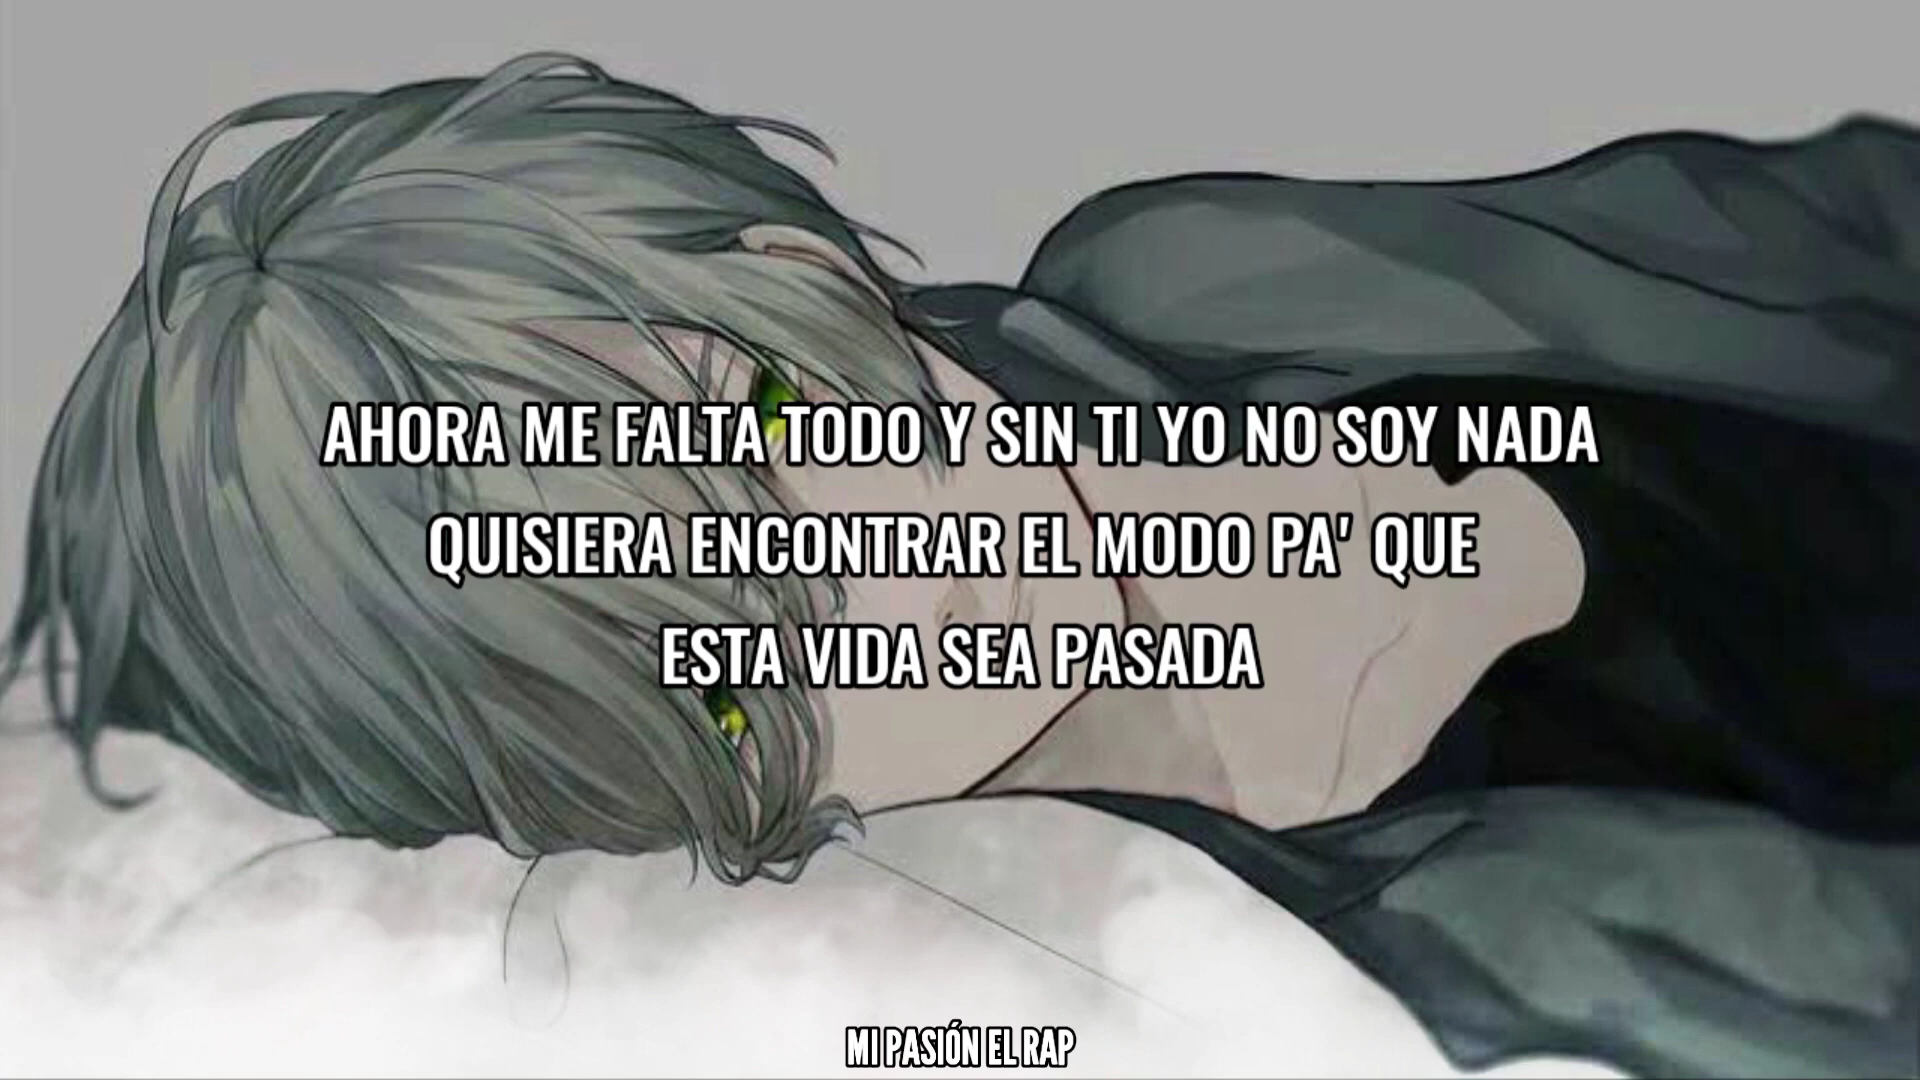 AHORA ME FALTA TODO Y SIN TI YO NO SOY NADA
QUISIERA ENCONTRAR EL MODO PA' QUE
ESTA VIDA SEA PASADA
MI PASIÓN EL RAP